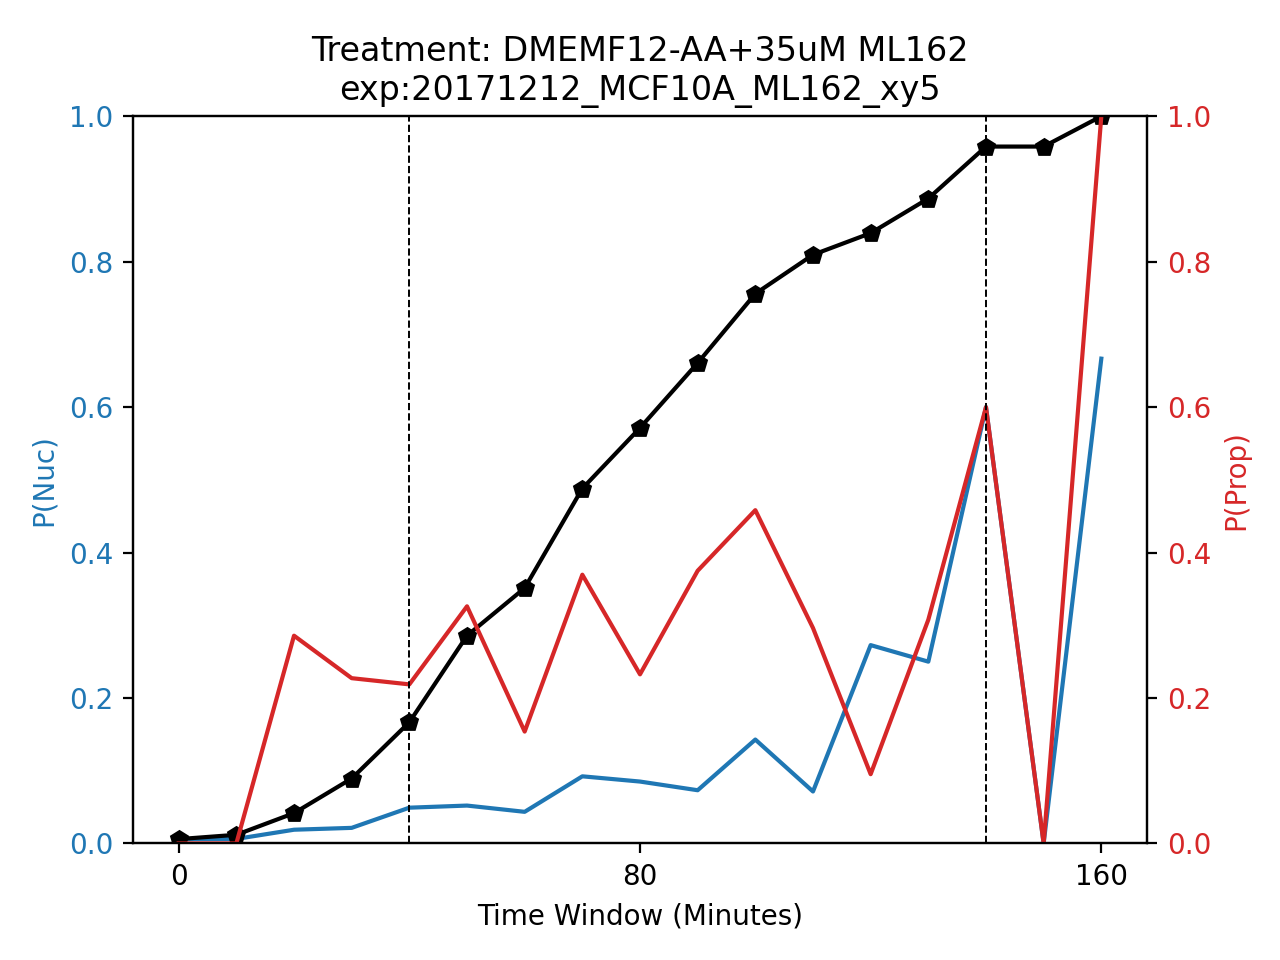 Treatment: DMEMF12-AA+35uM ML162
exp:20171212_MCF10A_ML162_xy5
1.0
0.8
0.6
0.4
0.2
0.0
P(Nuc)
1.0
0.8
0.6
0.4
0.2
0.0
P(Prop)
0 80 160
Time Window (Minutes)